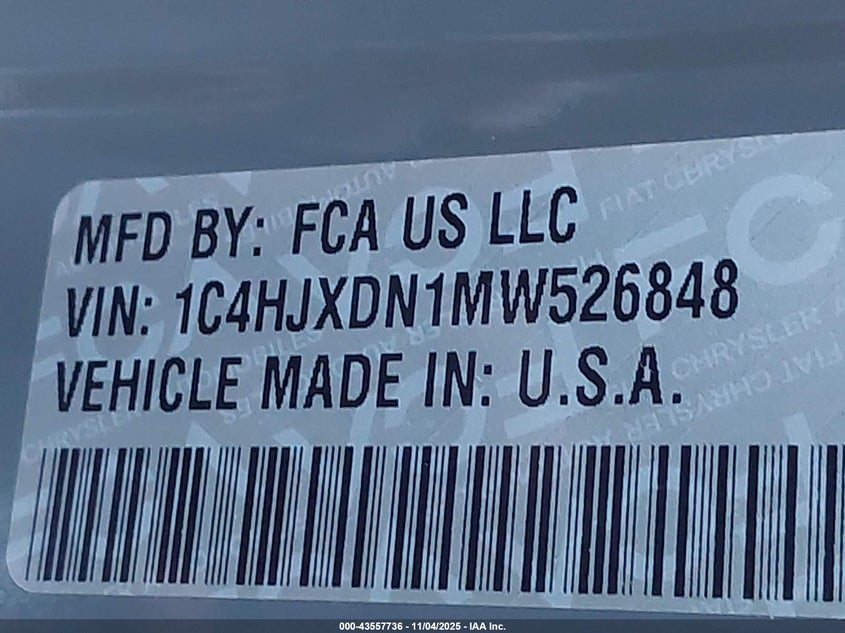 MFD BY: FCA US LLC
VIN: 1C4HJXDN1MW526848
VEHICLE MADE IN: U.S.A.
000-43557736 - 11/04/2025 - IAA Inc.